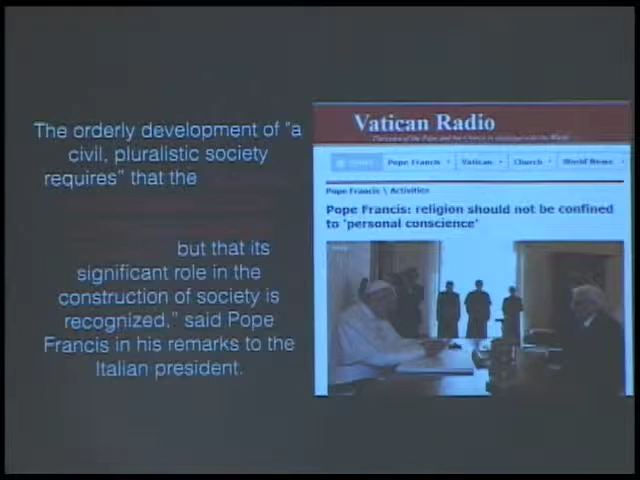 The orderly development of "a
civil, pluralistic society
requires" that the
but that its
significant role in the
construction of society is
recognized," said Pope
Francis in his remarks to the
Italian president.
Vatican Radio
Pope Francis
Vatican
Church
World News
Pope Francis \ Activities
Pope Francis: religion should not be confined
to 'personal conscience'